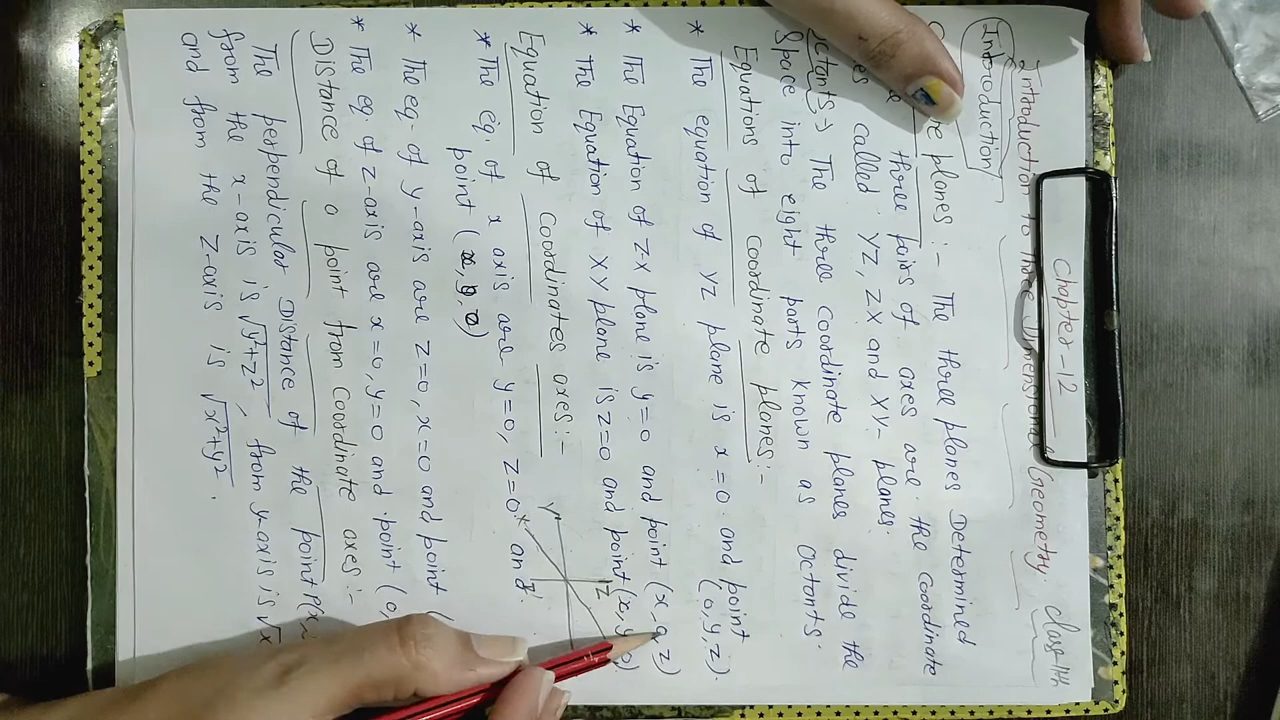 Chapter-12
Introduction to three Dimensional Geometry class-11th
Introduction
planes :- The three planes Determined
three pairs of axes are the coordinate
called YZ, ZX and XY- planes.
Octants → The three coordinate planes divide the
Space into eight parts known as octants.
Equations of coordinate planes:-
* The equation of YZ plane is x = 0 and point
(0, y, z).
* The Equation of Z-X plane is y = 0 and point (x z)
* The Equation of XY plane is z=0 and point (x,
Equation of coordinates axes:-
Y
Z
X
* The eq. of x axis are y=0, z=0 and
point (x, 0, 0)
* The eq. of y-axis are z=0, x=0 and point (
* The eq. of z-axis are x=0, y=0 and point (0,
Distance of a point from coordinate axes:-
The perpendicular Distance of the point P(x,
from the x-axis is √y²+z², from y-axis is √x
and from the z-axis is √x²+y².